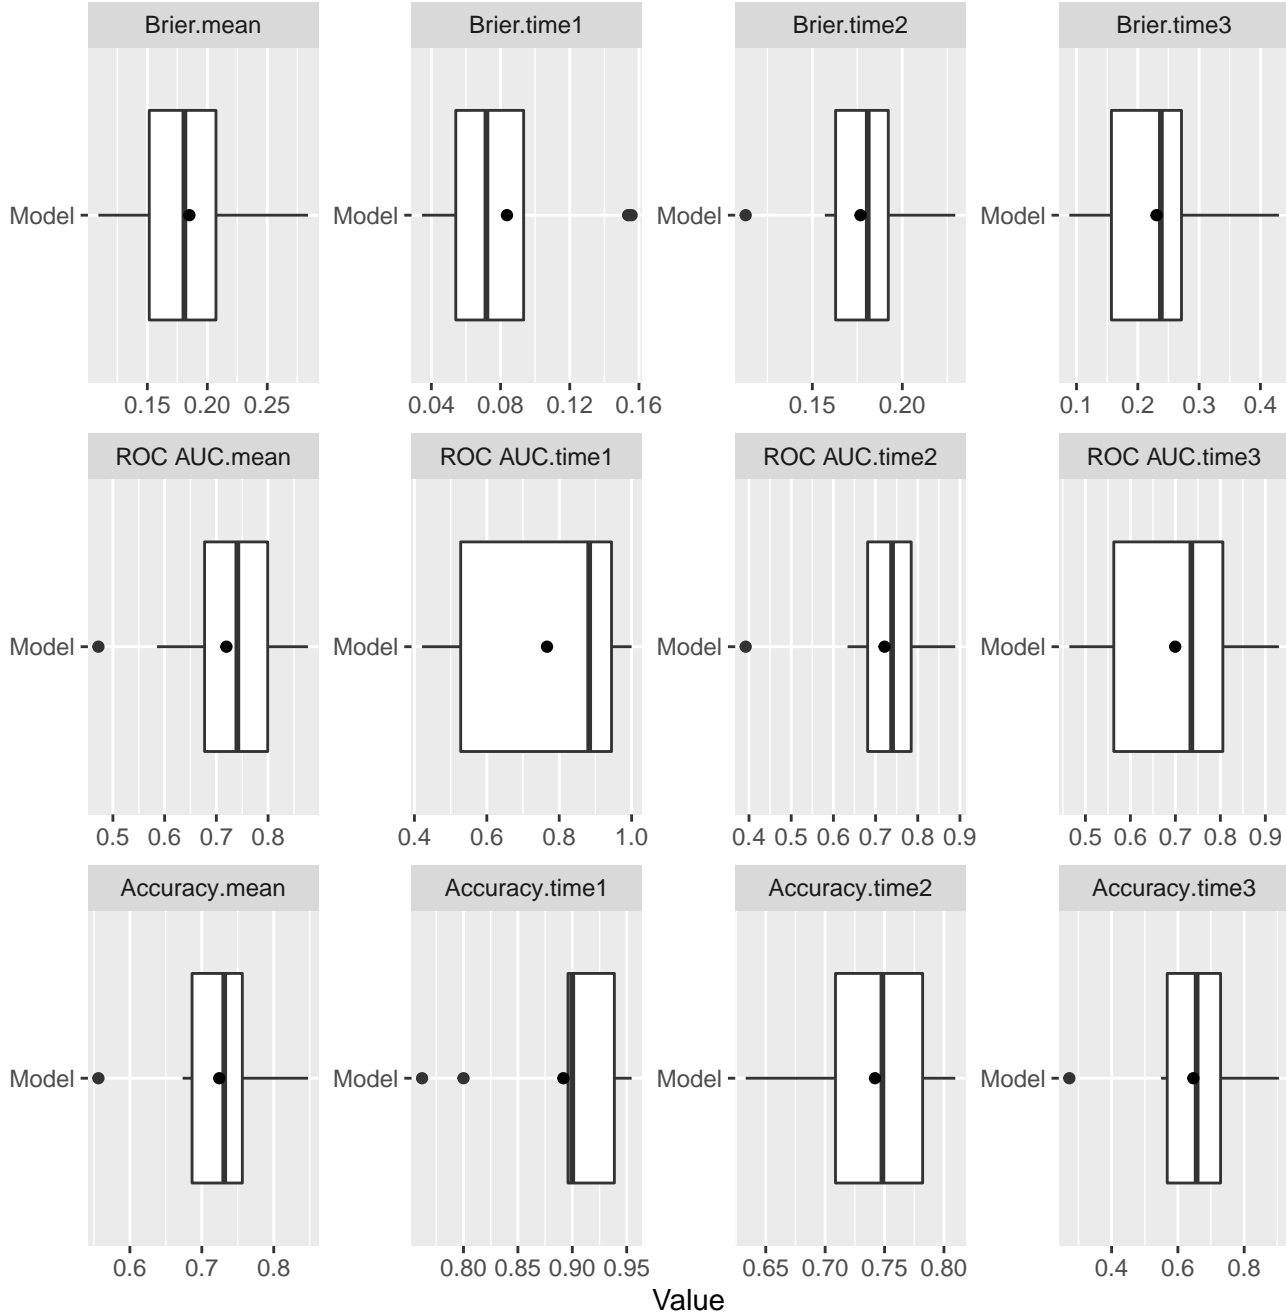 Brier.mean Brier.time1 Brier.time2 Brier.time3
Model Model Model Model
0.15 0.20 0.25 0.04 0.08 0.12 0.16 0.15 0.20 0.1 0.2 0.3 0.4
ROC AUC.mean ROC AUC.time1 ROC AUC.time2 ROC AUC.time3
Model Model Model Model
0.5 0.6 0.7 0.8 0.4 0.6 0.8 1.0 0.4 0.5 0.6 0.7 0.8 0.9 0.5 0.6 0.7 0.8 0.9
Accuracy.mean Accuracy.time1 Accuracy.time2 Accuracy.time3
Model Model Model Model
0.6 0.7 0.8 0.80 0.85 0.90 0.95 0.65 0.70 0.75 0.80 0.4 0.6 0.8
Value